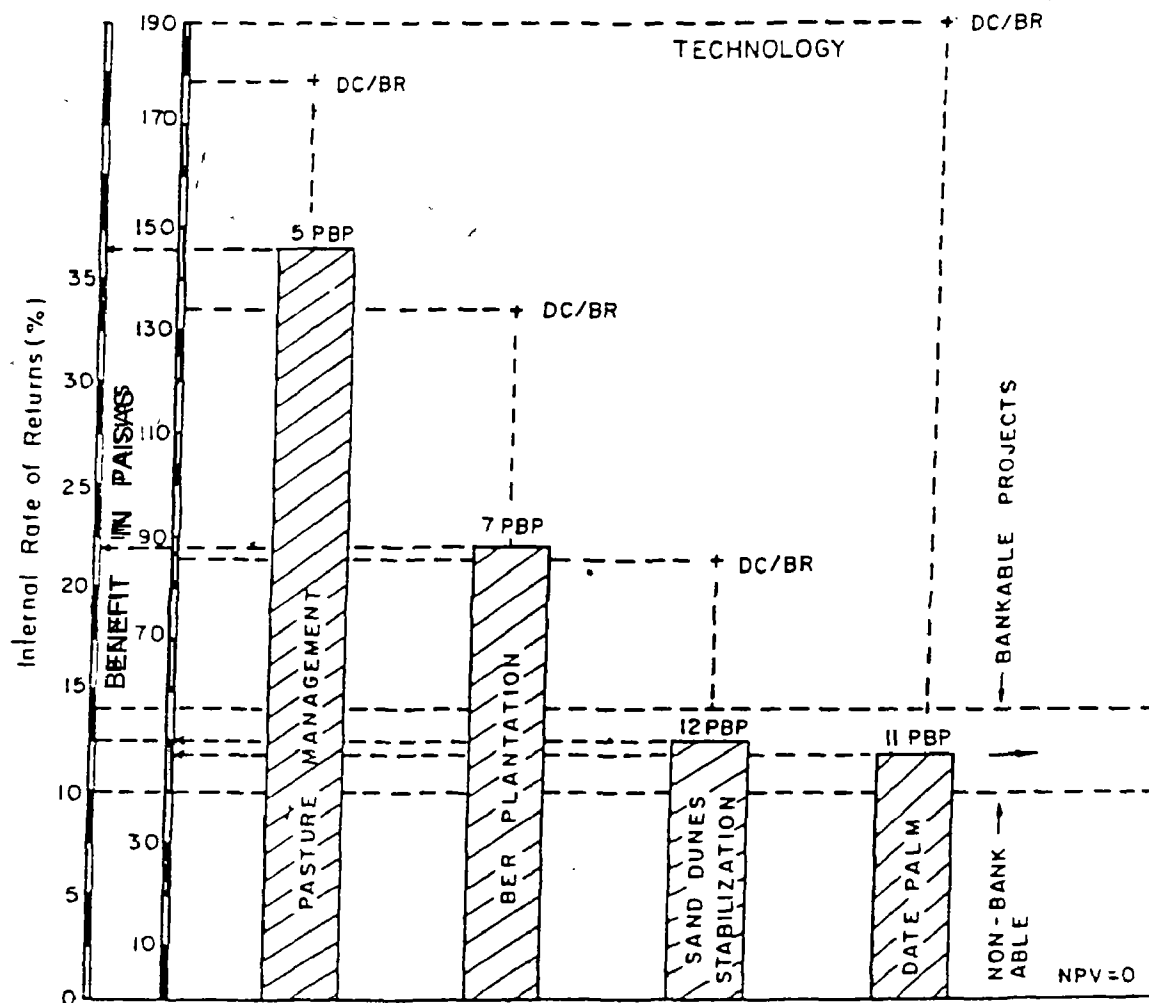 190
TECHNOLOGY
DC/BR
DC/BR
170
150
5 PBP
35
DC/BR
130
30
110
25
90
7 PBP
20
DC/BR
70
15
12 PBP
11 PBP
10
30
5
10
0
Internal Rate of Returns (%)
BENEFIT IN PAISAS
PASTURE MANAGEMENT
BER PLANTATION
SAND DUNES
STABILIZATION
DATE PALM
BANKABLE PROJECTS
NON-BANK
ABLE
NPV=0